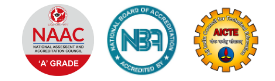 NAAC
NATIONAL ASSESSMENT AND
ACCREDITATION COUNCIL
'A' GRADE
NATIONAL BOARD OF ACCREDITATION
NBA
ACCREDITED BY
AICTE